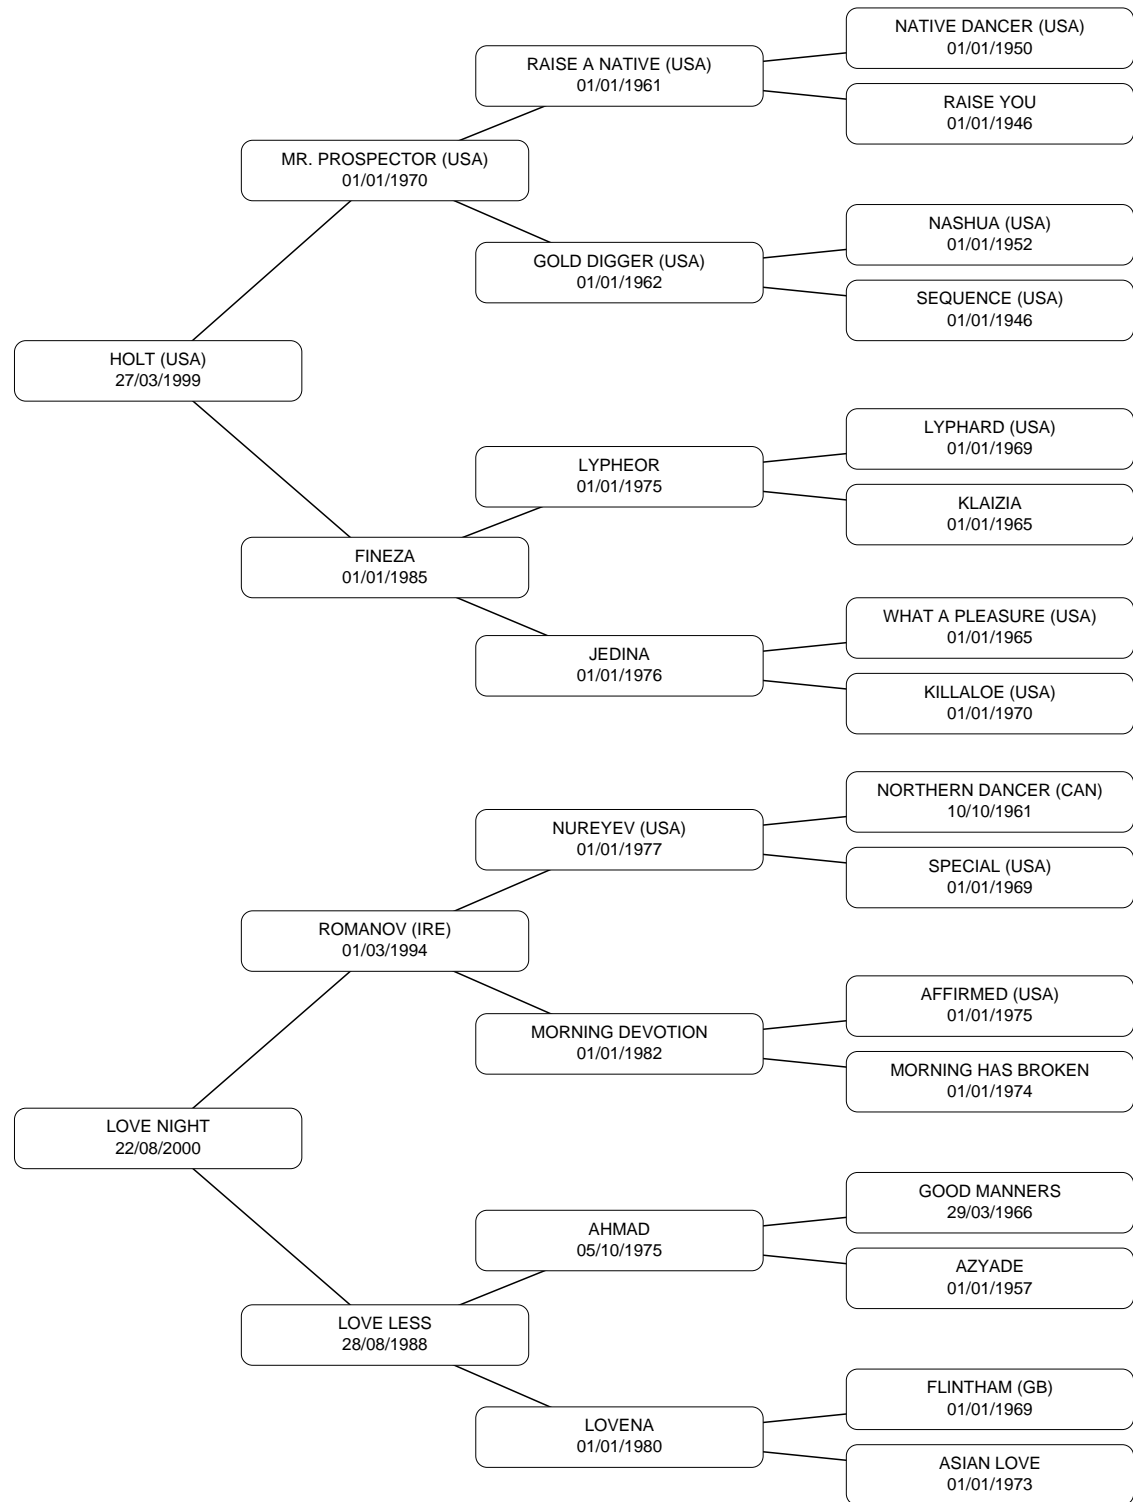 NATIVE DANCER (USA)
01/01/1950
RAISE A NATIVE (USA)
01/01/1961
RAISE YOU
01/01/1946
MR. PROSPECTOR (USA)
01/01/1970
NASHUA (USA)
01/01/1952
GOLD DIGGER (USA)
01/01/1962
SEQUENCE (USA)
01/01/1946
HOLT (USA)
27/03/1999
LYPHARD (USA)
01/01/1969
LYPHEOR
01/01/1975
KLAIZIA
01/01/1965
FINEZA
01/01/1985
WHAT A PLEASURE (USA)
01/01/1965
JEDINA
01/01/1976
KILLALOE (USA)
01/01/1970
NORTHERN DANCER (CAN)
10/10/1961
NUREYEV (USA)
01/01/1977
SPECIAL (USA)
01/01/1969
ROMANOV (IRE)
01/03/1994
AFFIRMED (USA)
01/01/1975
MORNING DEVOTION
01/01/1982
MORNING HAS BROKEN
01/01/1974
LOVE NIGHT
22/08/2000
GOOD MANNERS
29/03/1966
AHMAD
05/10/1975
AZYADE
01/01/1957
LOVE LESS
28/08/1988
FLINTHAM (GB)
01/01/1969
LOVENA
01/01/1980
ASIAN LOVE
01/01/1973